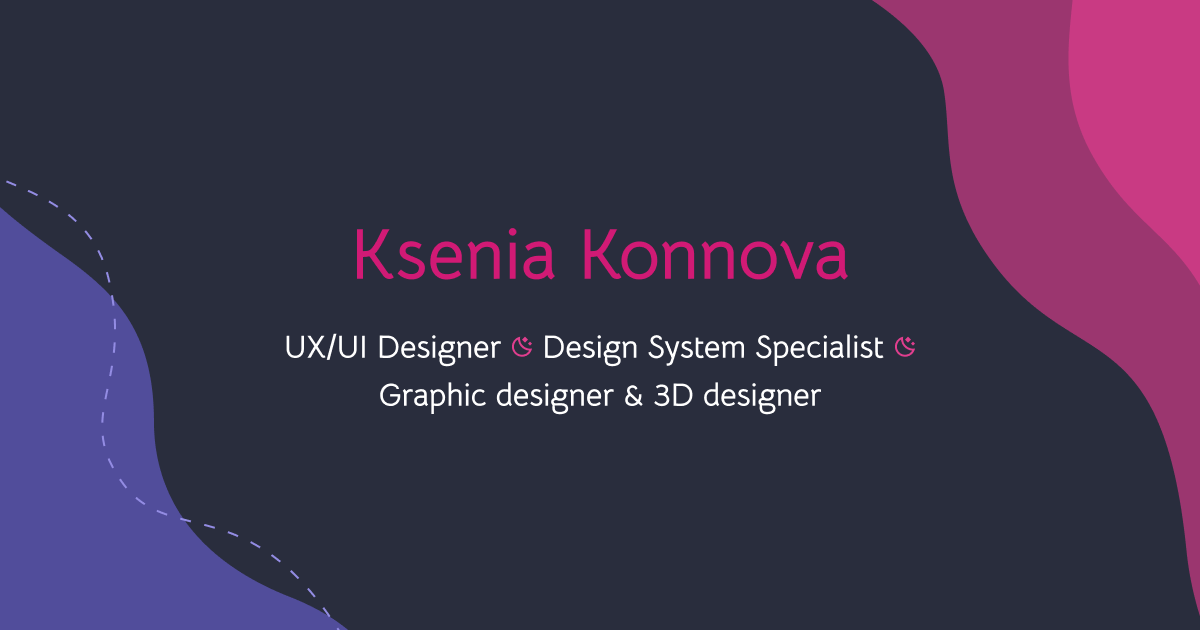 Ksenia Konnova
UX/UI Designer Design System Specialist
Graphic designer & 3D designer